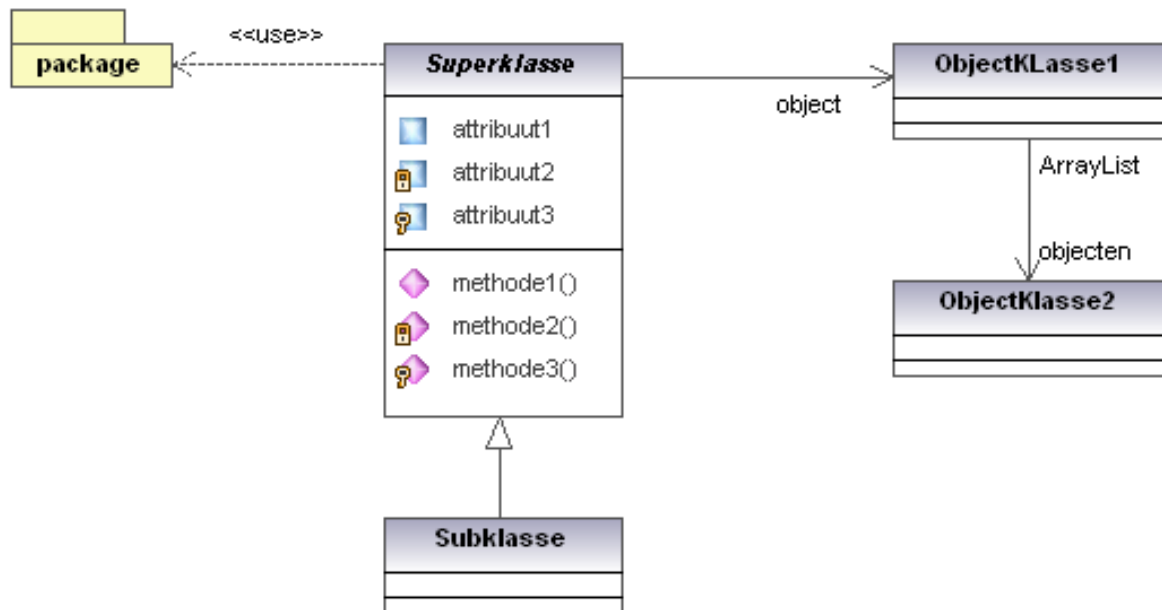 <<use>>
package
Superklasse
attribuut1
attribuut2
attribuut3
methode1()
methode2()
methode3()
Subklasse
object
ObjectKLasse1
ArrayList
objecten
ObjectKlasse2